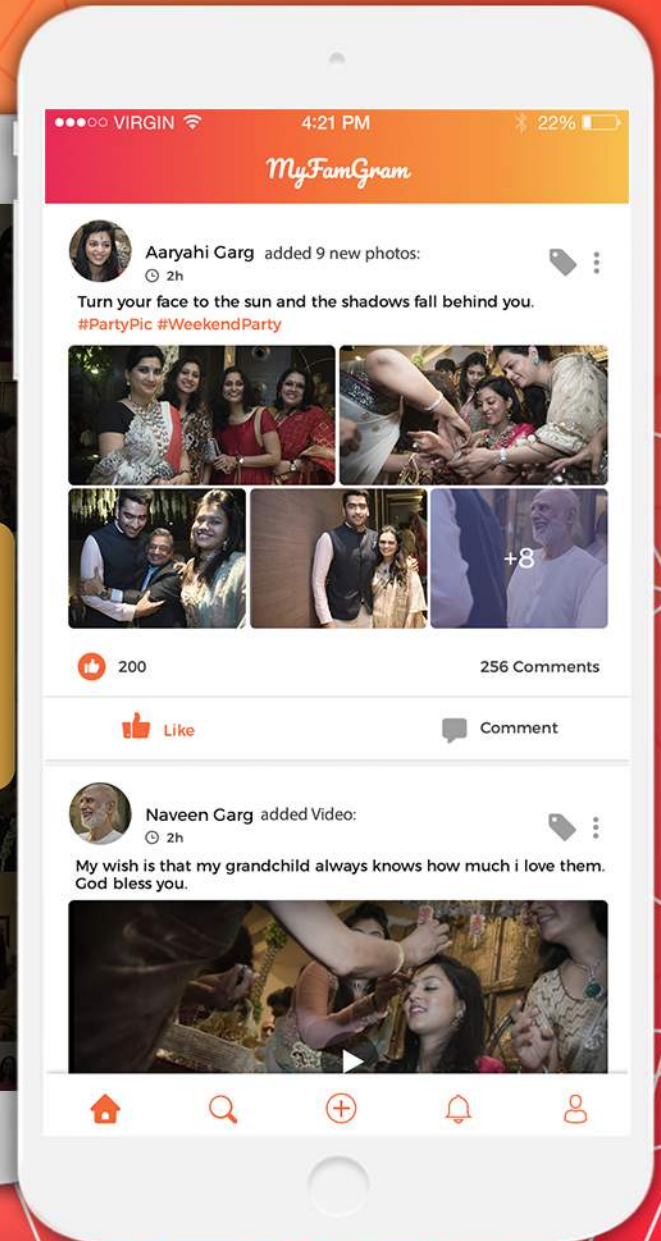 VIRGIN 4:21 PM 22%
MyFamGram
Aaryahi Garg added 9 new photos:
2h
Turn your face to the sun and the shadows fall behind you.
#PartyPic #WeekendParty
+8
200 256 Comments
Like Comment
Naveen Garg added Video:
2h
My wish is that my grandchild always knows how much i love them.
God bless you.